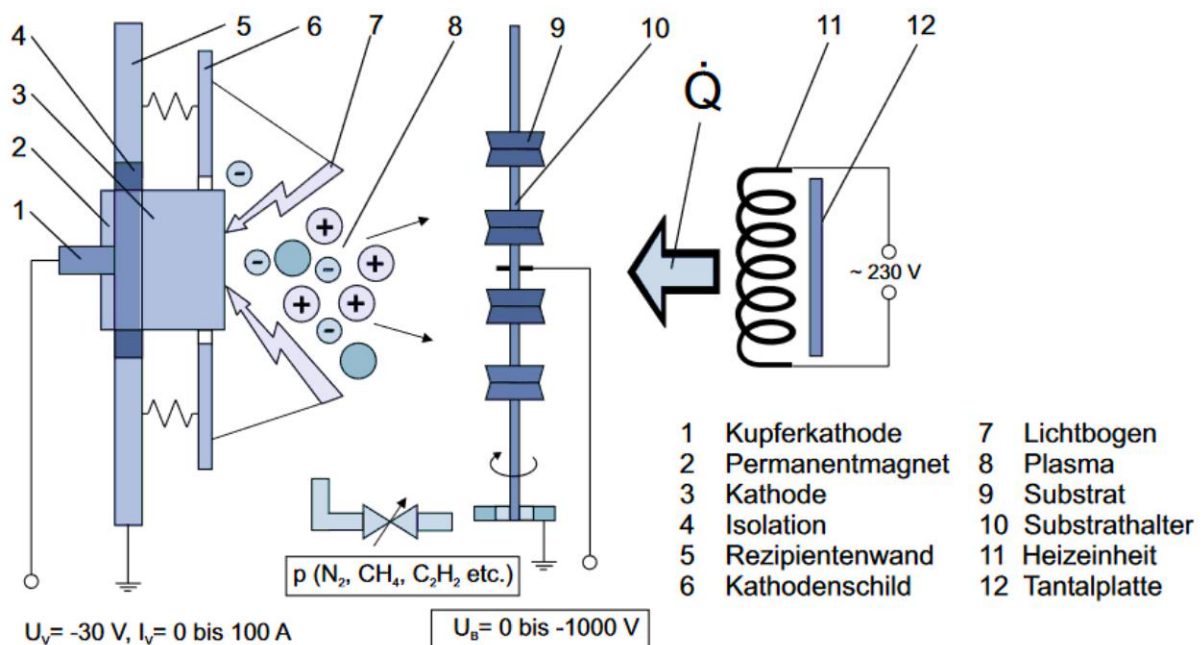 4 5 6 7 8 9 10 11 12
3
2
1
Q̇
- + - - + + + -
~ 230 V
p (N₂, CH₄, C₂H₂ etc.)
Uᵥ= -30 V, Iᵥ= 0 bis 100 A
U_B= 0 bis -1000 V
1 Kupferkathode
2 Permanentmagnet
3 Kathode
4 Isolation
5 Rezipientenwand
6 Kathodenschild
7 Lichtbogen
8 Plasma
9 Substrat
10 Substrathalter
11 Heizeinheit
12 Tantalplatte